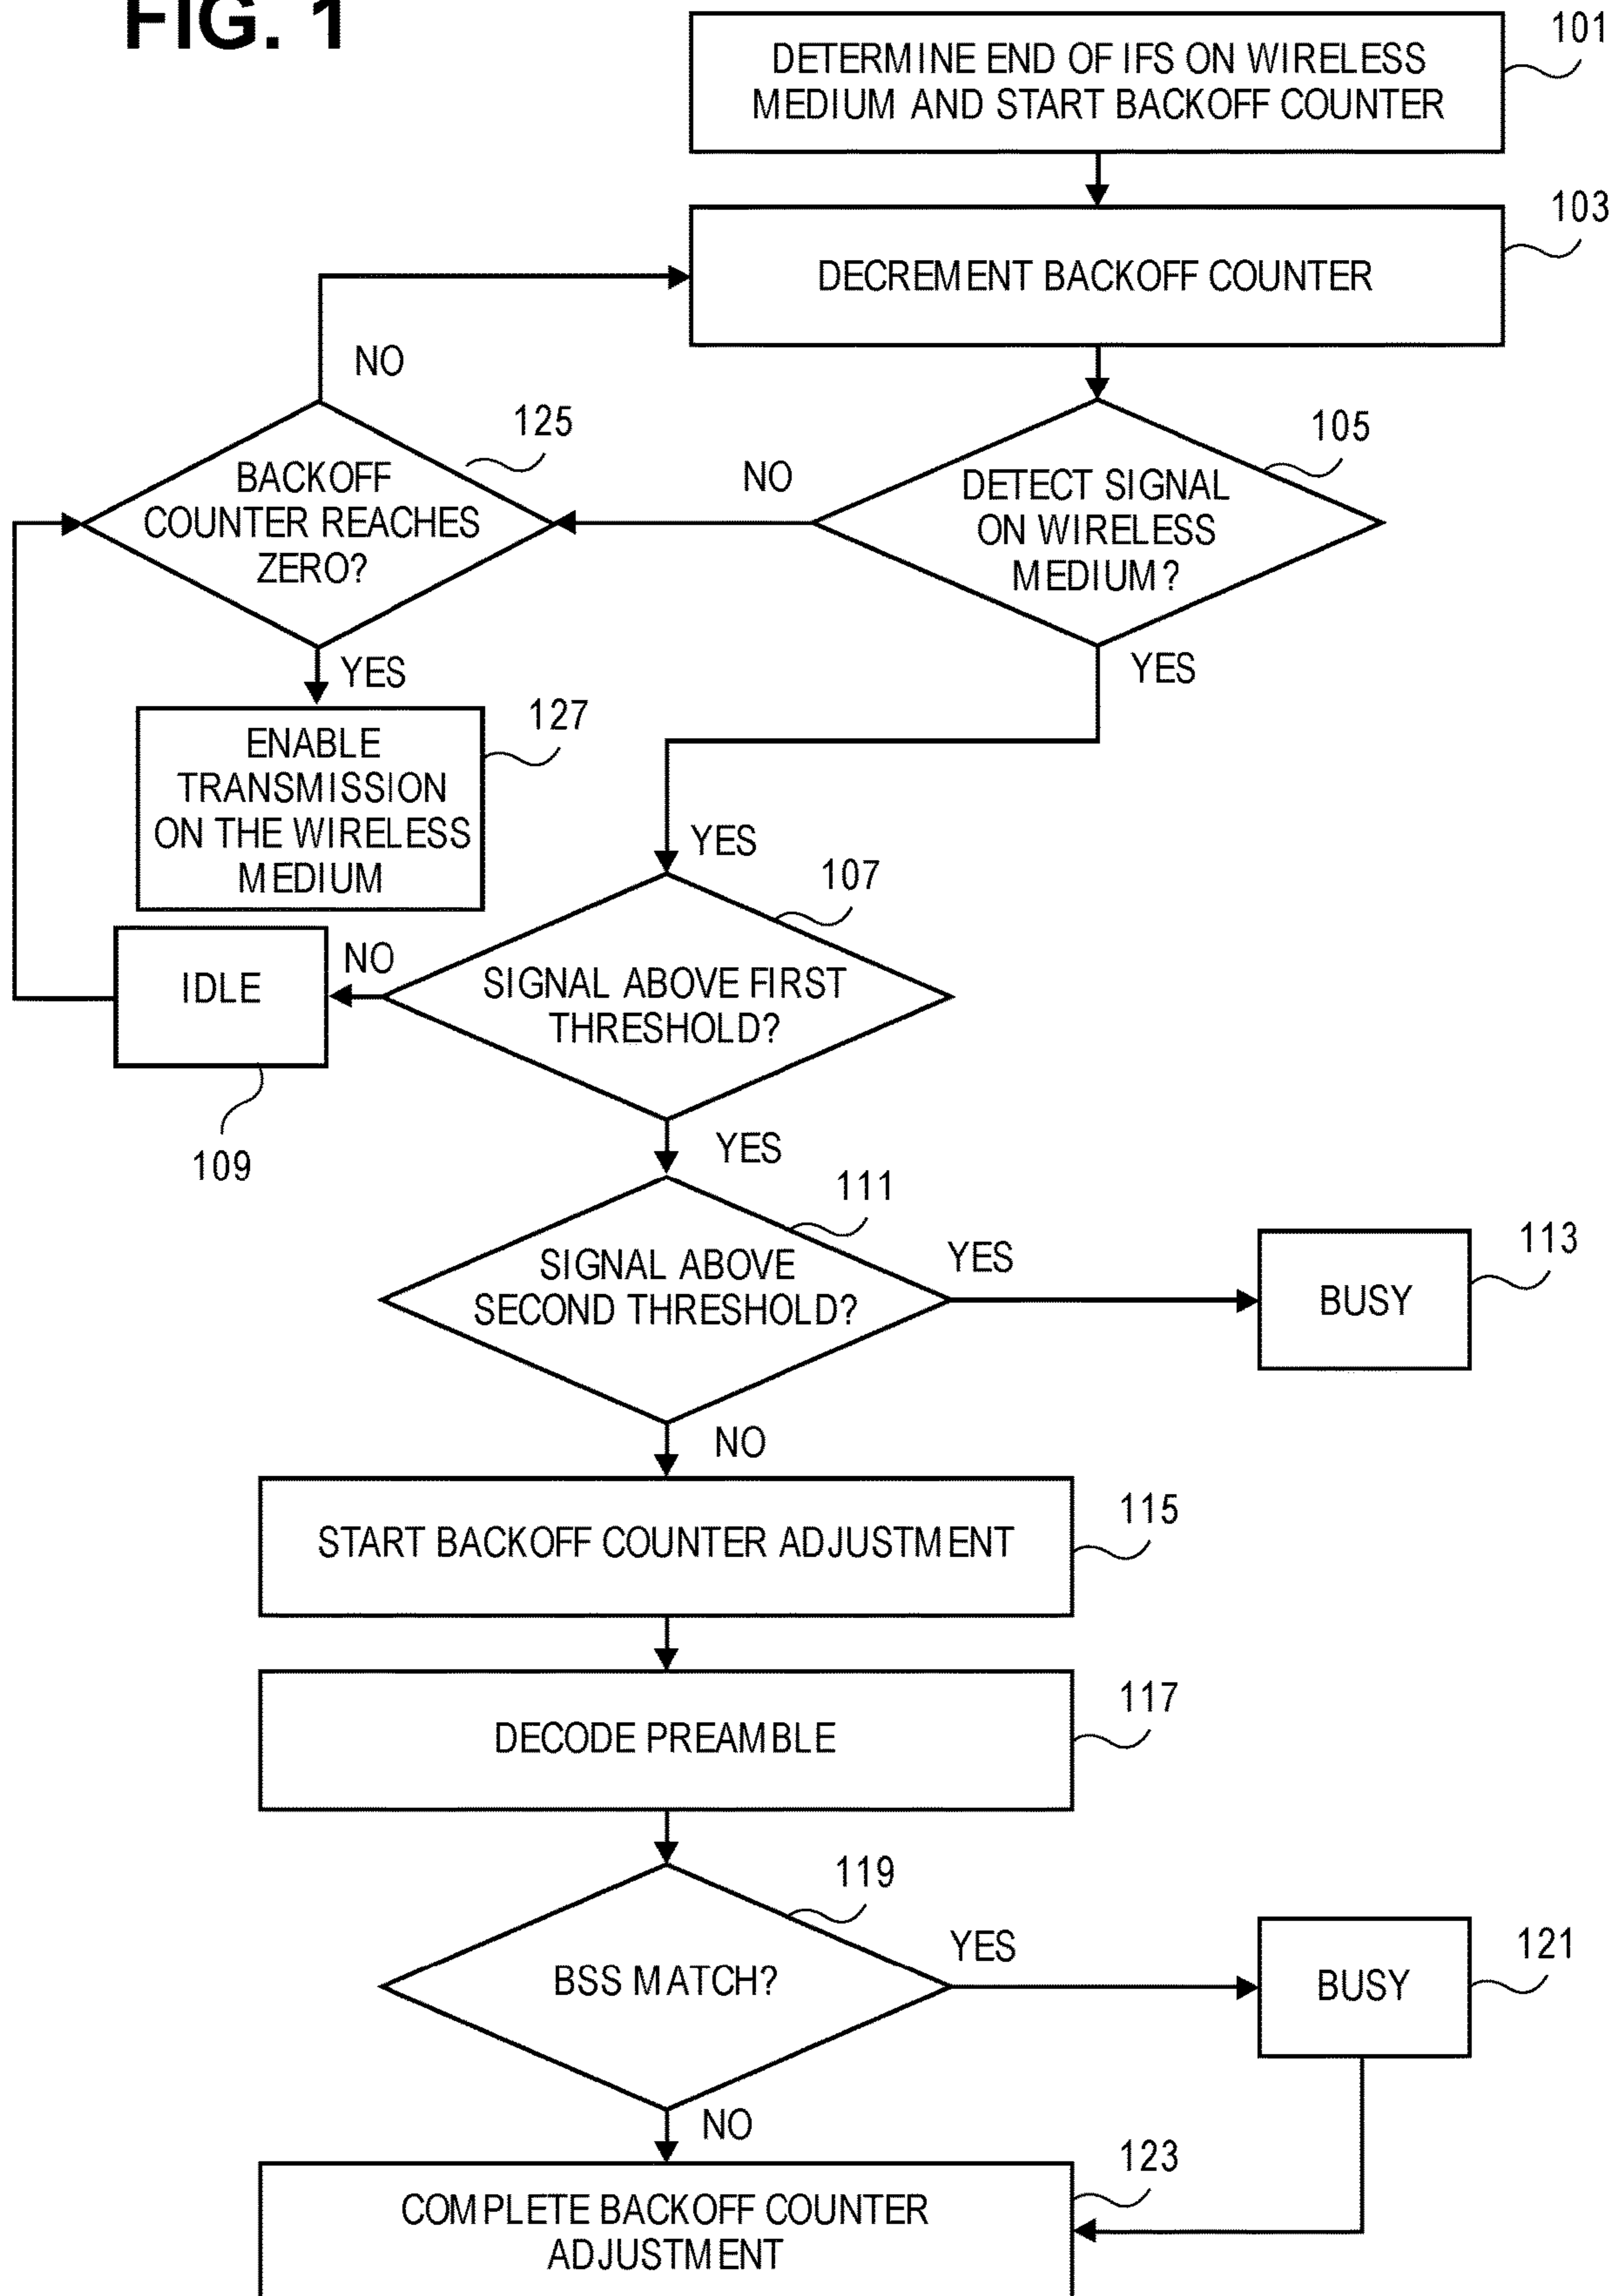 FIG. 1
101
DETERMINE END OF IFS ON WIRELESS
MEDIUM AND START BACKOFF COUNTER
103
DECREMENT BACKOFF COUNTER
NO
125
BACKOFF
COUNTER REACHES
ZERO?
NO
105
DETECT SIGNAL
ON WIRELESS
MEDIUM?
YES
YES
127
ENABLE
TRANSMISSION
ON THE WIRELESS
MEDIUM
YES
107
SIGNAL ABOVE FIRST
THRESHOLD?
NO
IDLE
109
YES
111
SIGNAL ABOVE
SECOND THRESHOLD?
YES
113
BUSY
NO
115
START BACKOFF COUNTER ADJUSTMENT
117
DECODE PREAMBLE
119
BSS MATCH?
YES
121
BUSY
NO
123
COMPLETE BACKOFF COUNTER
ADJUSTMENT